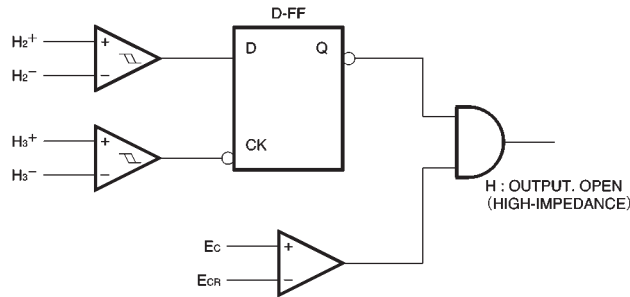 D-FF
H2+
H2−
+
−
D
Q
H3+
H3−
+
−
CK
H : OUTPUT. OPEN
(HIGH-IMPEDANCE)
EC
ECR
+
−